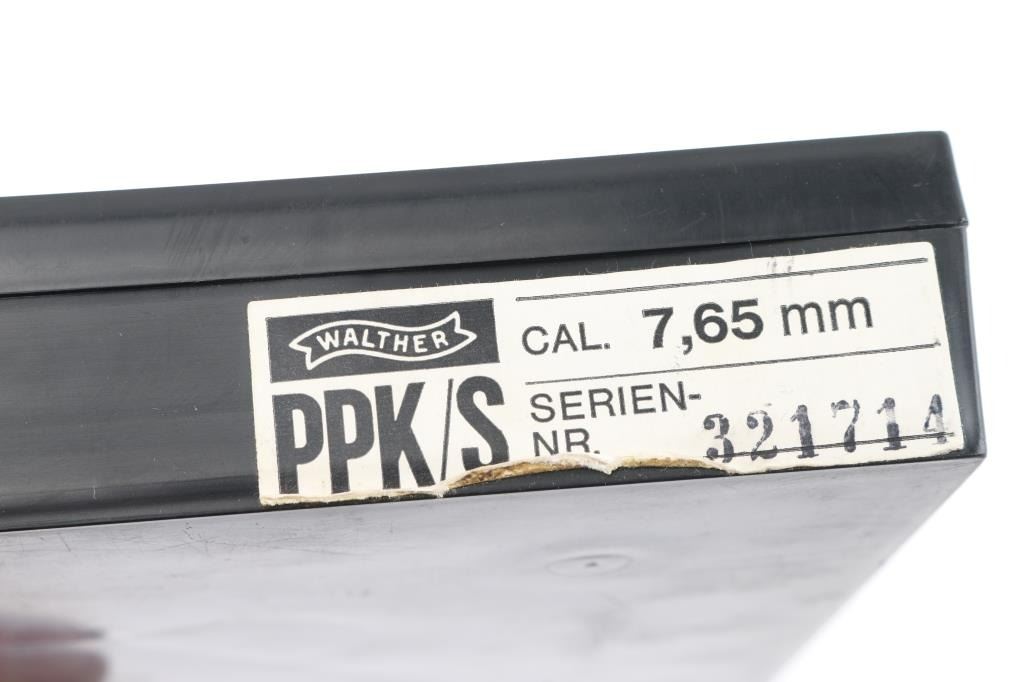 WALTHER
PPK/S
CAL. 7,65 mm
SERIEN-
NR. 321714